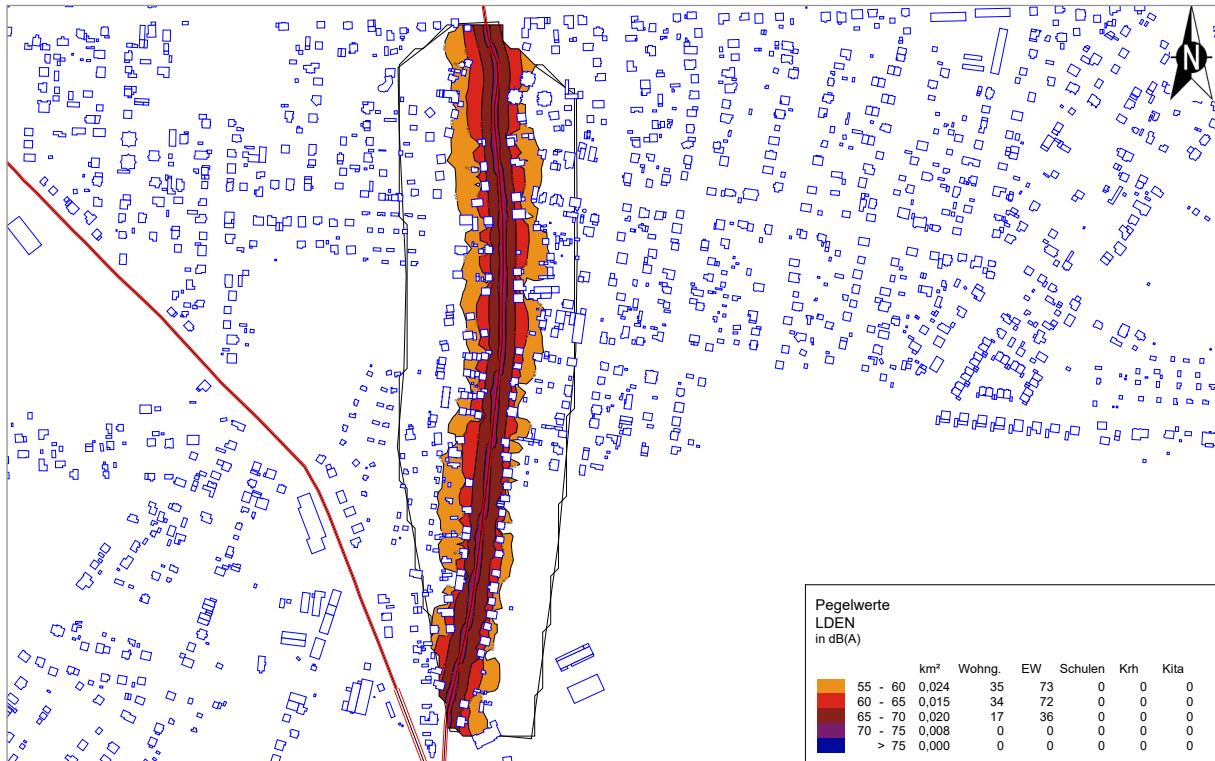 N
Pegelwerte
LDEN
in dB(A)
km² Wohng. EW Schulen Krh Kita
55 - 60 0,024 35 73 0 0 0
60 - 65 0,015 34 72 0 0 0
65 - 70 0,020 17 36 0 0 0
70 - 75 0,008 0 0 0 0 0
> 75 0,000 0 0 0 0 0